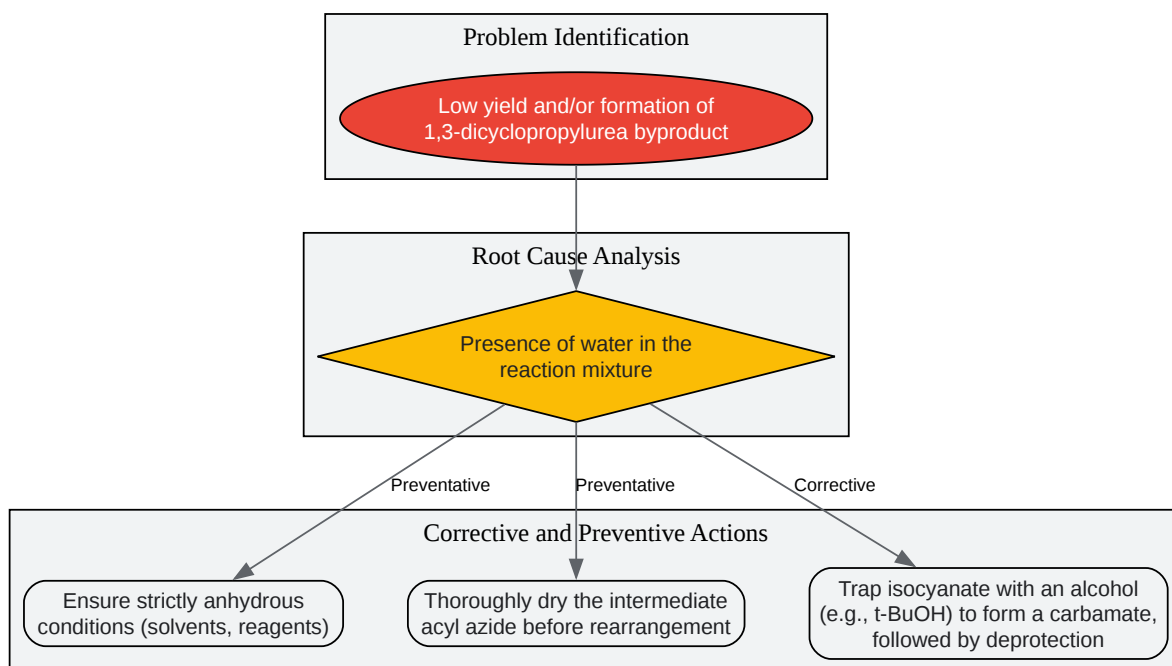 Problem Identification
Low yield and/or formation of
1,3-dicyclopropylurea byproduct
Root Cause Analysis
Presence of water in the
reaction mixture
Preventative
Preventative
Corrective
Corrective and Preventive Actions
Ensure strictly anhydrous
conditions (solvents, reagents)
Thoroughly dry the intermediate
acyl azide before rearrangement
Trap isocyanate with an alcohol
(e.g., t-BuOH) to form a carbamate,
followed by deprotection